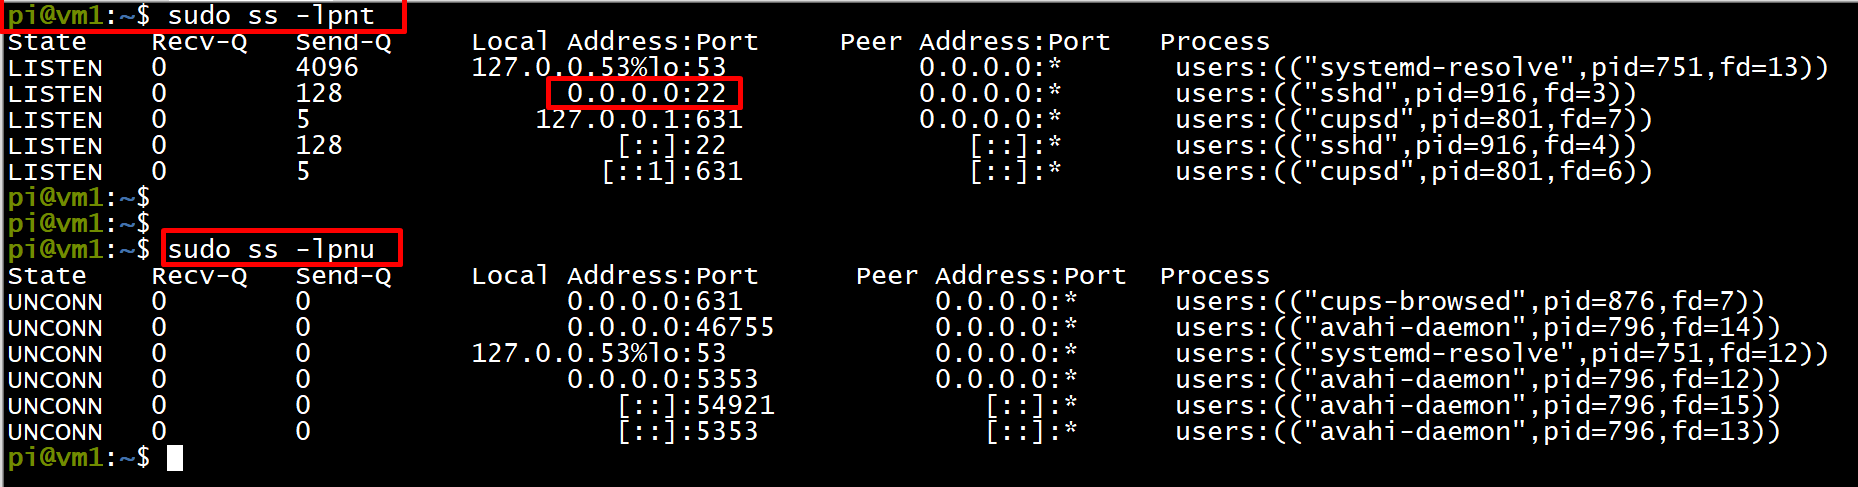 pi@vm1:~$ sudo ss -lpnt
State Recv-Q Send-Q Local Address:Port Peer Address:Port Process
LISTEN 0 4096 127.0.0.53%lo:53 0.0.0.0:* users:(("systemd-resolve",pid=751,fd=13))
LISTEN 0 128 0.0.0.0:22 0.0.0.0:* users:(("sshd",pid=916,fd=3))
LISTEN 0 5 127.0.0.1:631 0.0.0.0:* users:(("cupsd",pid=801,fd=7))
LISTEN 0 128 [::]:22 [::]:* users:(("sshd",pid=916,fd=4))
LISTEN 0 5 [::1]:631 [::]:* users:(("cupsd",pid=801,fd=6))
pi@vm1:~$
pi@vm1:~$
pi@vm1:~$ sudo ss -lpnu
State Recv-Q Send-Q Local Address:Port Peer Address:Port Process
UNCONN 0 0 0.0.0.0:631 0.0.0.0:* users:(("cups-browsed",pid=876,fd=7))
UNCONN 0 0 0.0.0.0:46755 0.0.0.0:* users:(("avahi-daemon",pid=796,fd=14))
UNCONN 0 0 127.0.0.53%lo:53 0.0.0.0:* users:(("systemd-resolve",pid=751,fd=12))
UNCONN 0 0 0.0.0.0:5353 0.0.0.0:* users:(("avahi-daemon",pid=796,fd=12))
UNCONN 0 0 [::]:54921 [::]:* users:(("avahi-daemon",pid=796,fd=15))
UNCONN 0 0 [::]:5353 [::]:* users:(("avahi-daemon",pid=796,fd=13))
pi@vm1:~$